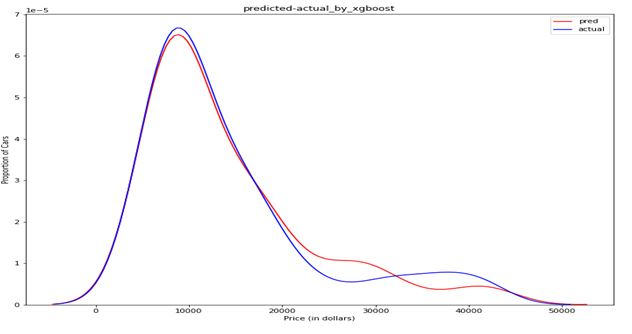 predicted-actual_by_xgboost
1e−5
7
6
5
4
3
2
1
0
Proportion of Cars
pred
actual
0 10000 20000 30000 40000 50000
Price (in dollars)